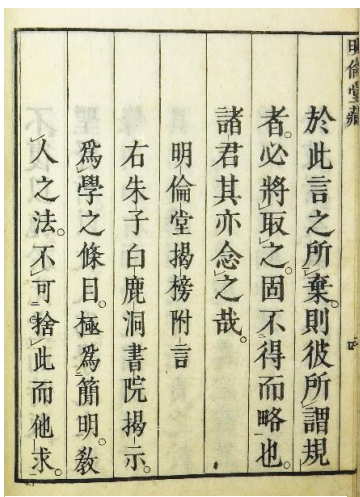 明倫堂藏
於此言之所棄。則彼所謂規
者。必將取之。固不得而略也。
諸君其亦念之哉。
明倫堂揭榜附言
右朱子白鹿洞書院揭示。
爲學之條目。極爲簡明。敎
人之法。不可捨此而他求。